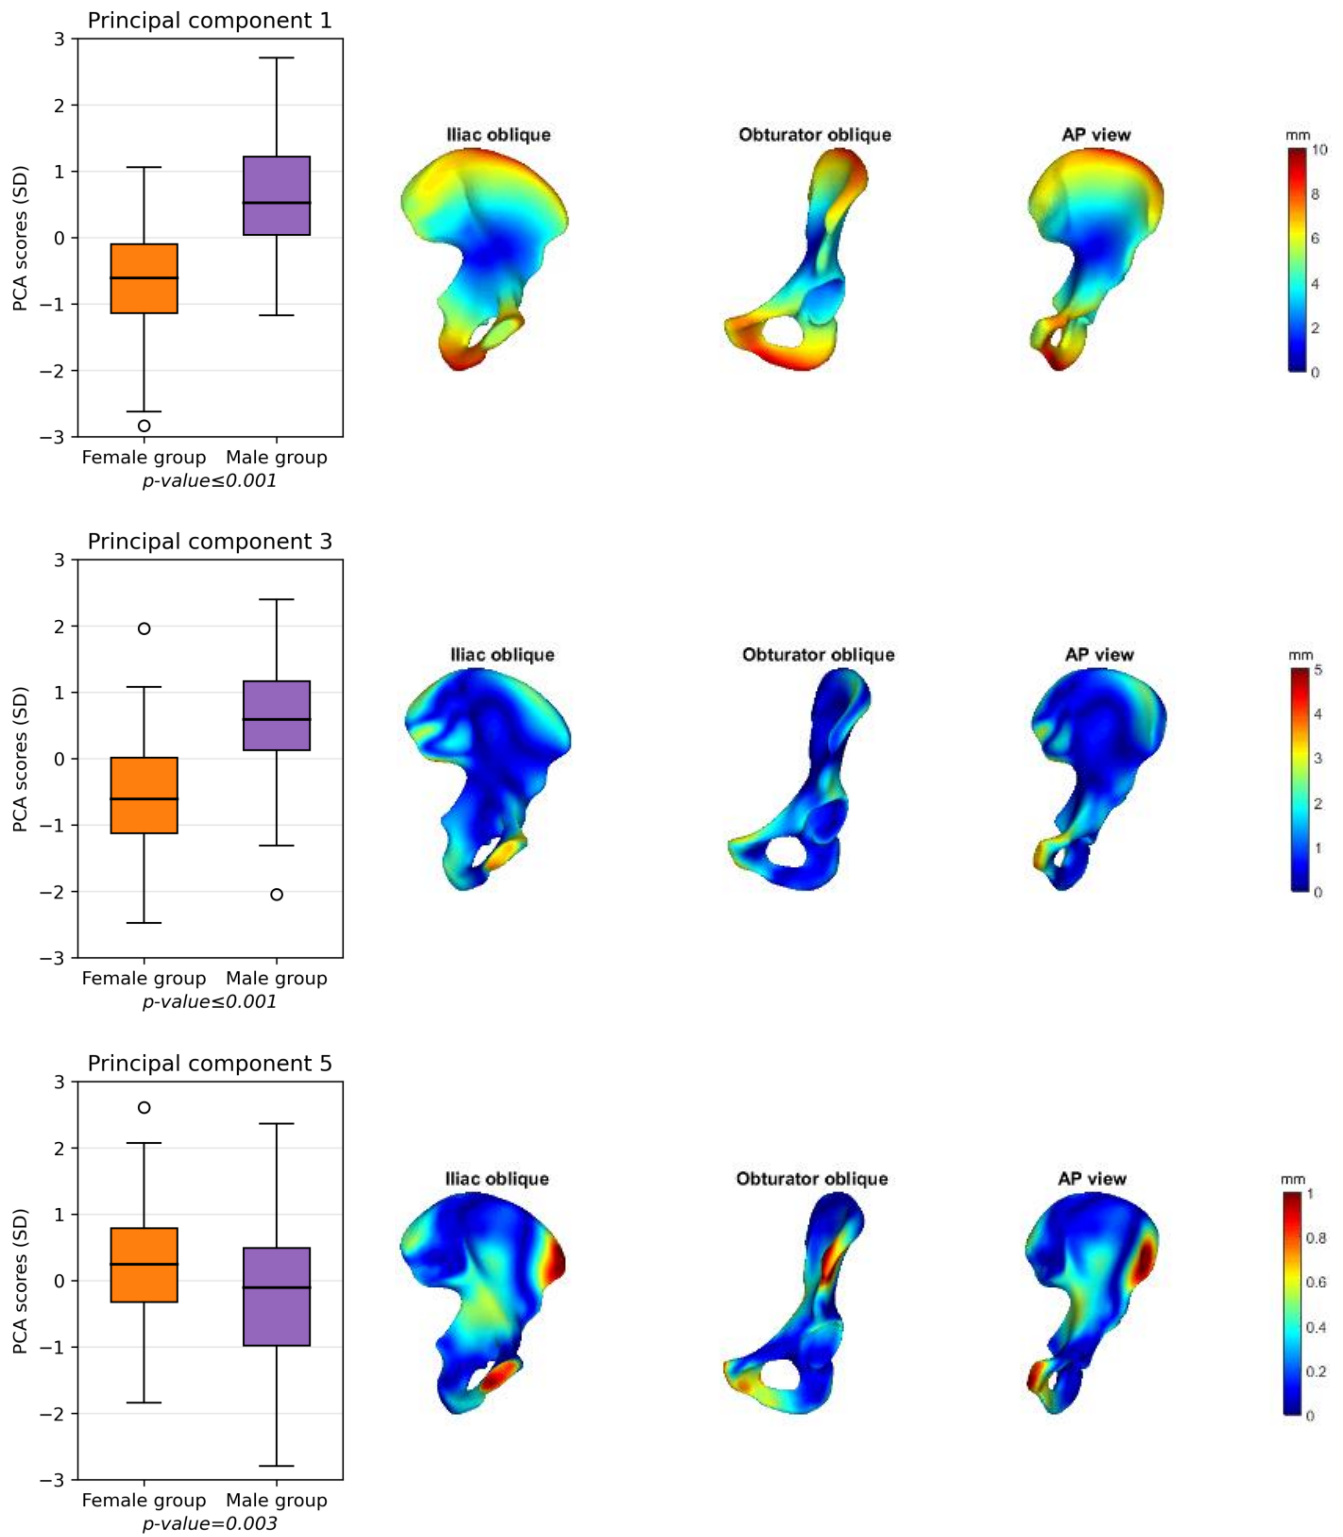 Principal component 1
3
2
1
0
−1
−2
−3
PCA scores (SD)
Female group Male group
p-value≤0.001
Iliac oblique
Obturator oblique
AP view
mm
10
8
6
4
2
0
Principal component 3
3
2
1
0
−1
−2
−3
PCA scores (SD)
Female group Male group
p-value≤0.001
Iliac oblique
Obturator oblique
AP view
mm
5
4
3
2
1
0
Principal component 5
3
2
1
0
−1
−2
−3
PCA scores (SD)
Female group Male group
p-value=0.003
Iliac oblique
Obturator oblique
AP view
mm
1
0.8
0.6
0.4
0.2
0